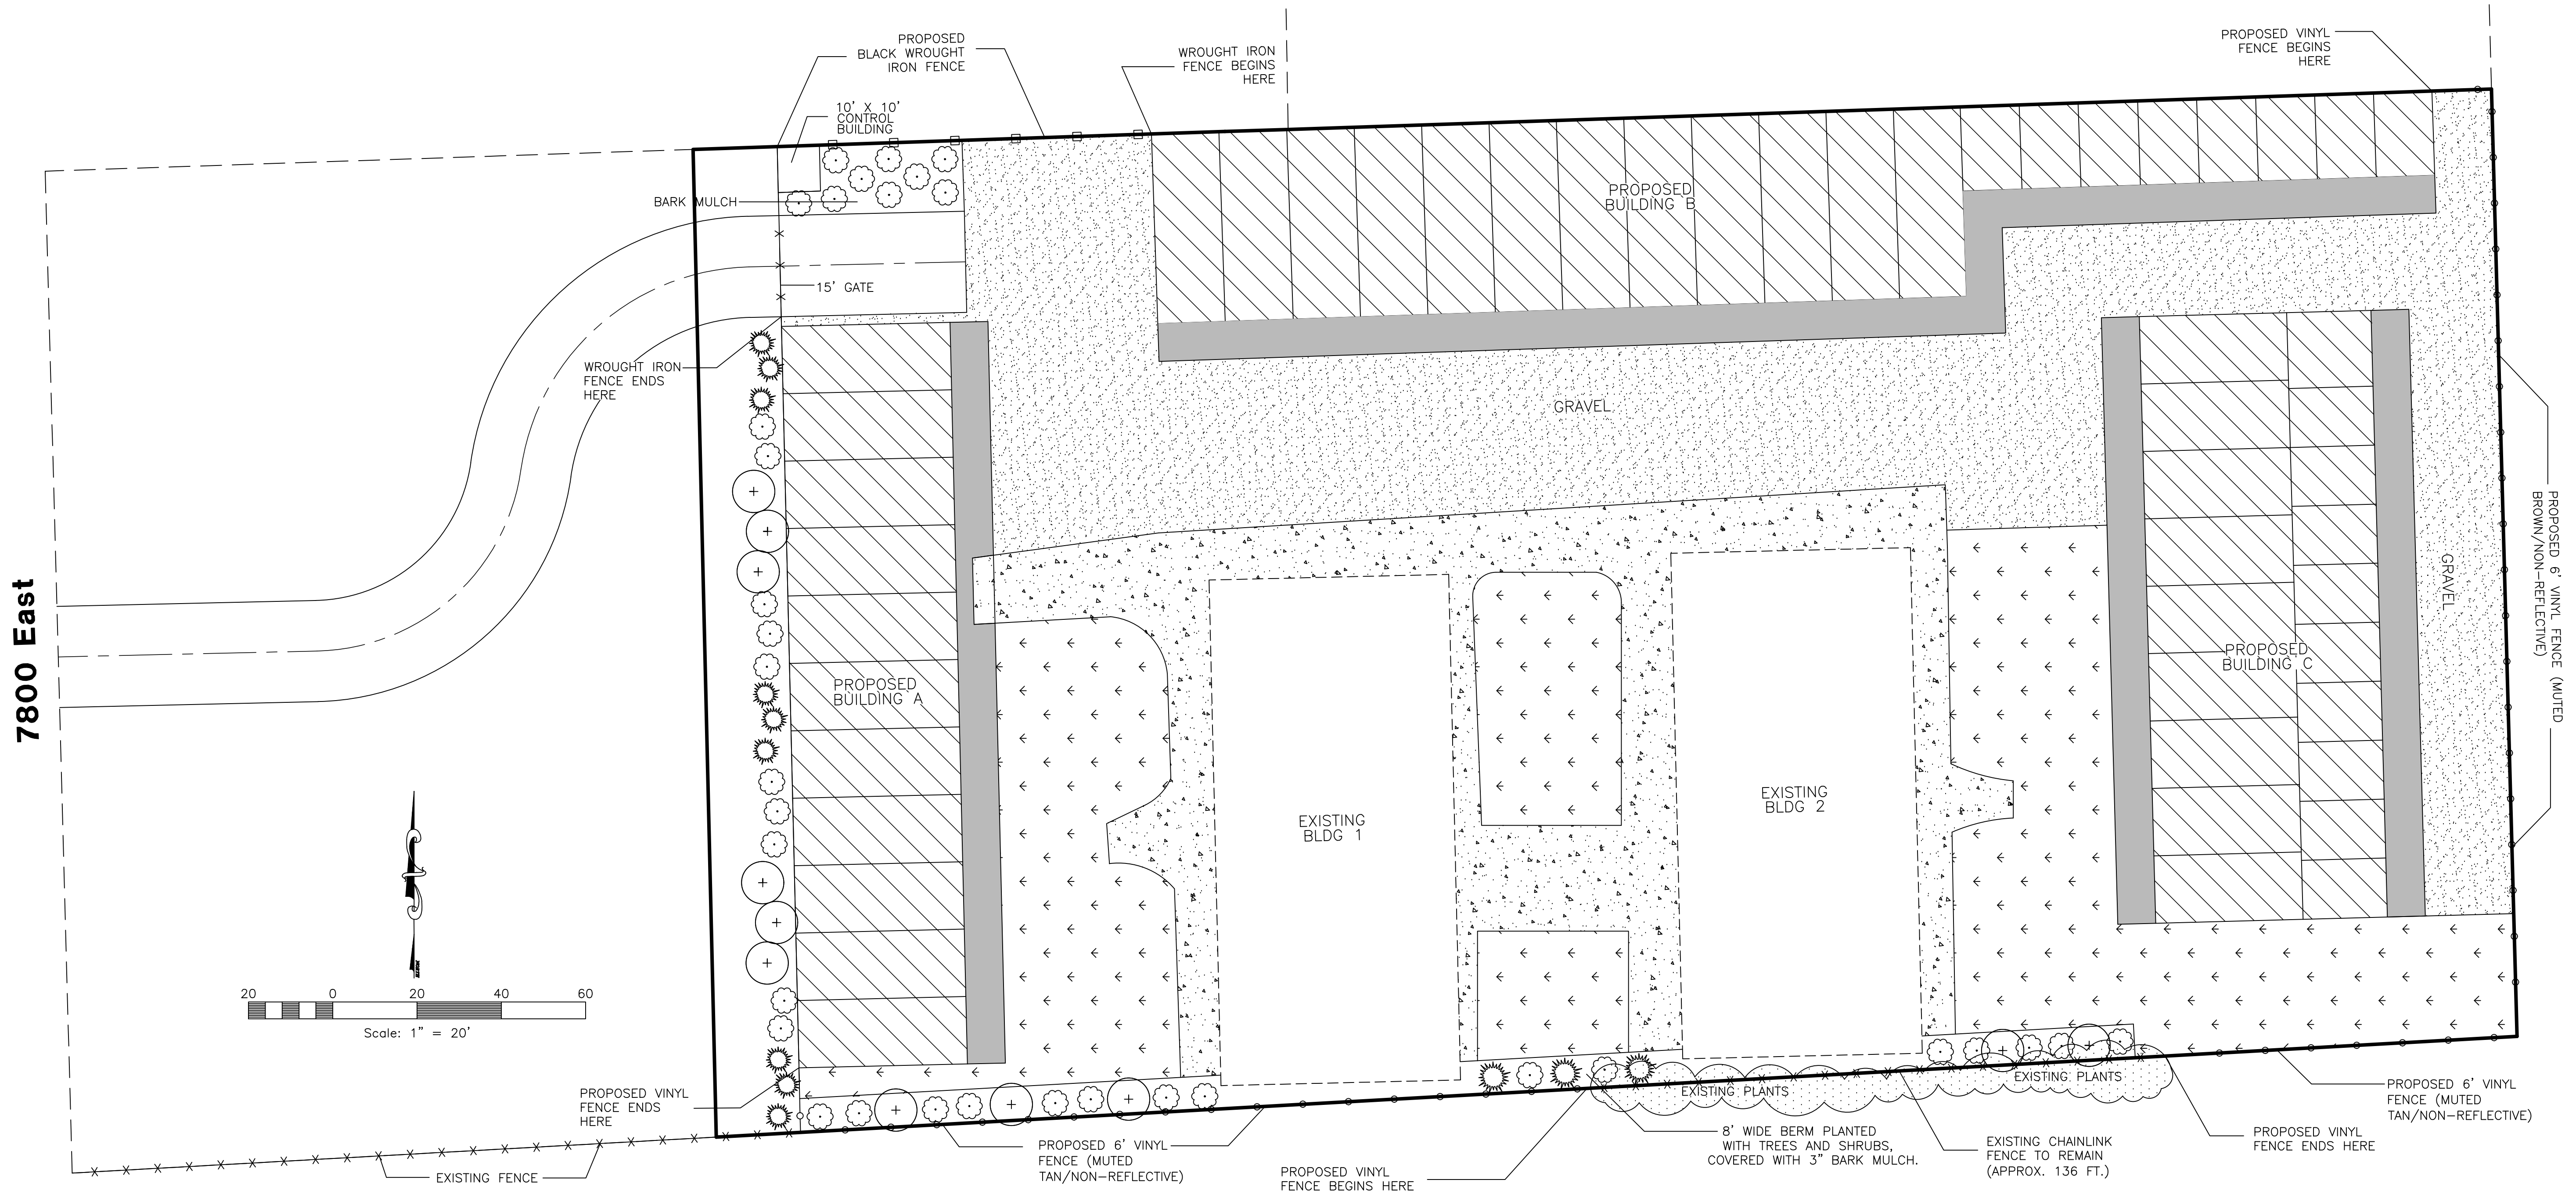 PROPOSED
BLACK WROUGHT
IRON FENCE
WROUGHT IRON
FENCE BEGINS
HERE
PROPOSED VINYL
FENCE BEGINS
HERE
10' X 10'
CONTROL
BUILDING
BARK MULCH
PROPOSED
BUILDING B
15' GATE
WROUGHT IRON
FENCE ENDS
HERE
GRAVEL
PROPOSED 6' VINYL FENCE (MUTED
BROWN/NON-REFLECTIVE)
GRAVEL
7800 East
PROPOSED
BUILDING A
PROPOSED
BUILDING C
EXISTING
BLDG 1
EXISTING
BLDG 2
20 0 20 40 60
Scale: 1" = 20'
PROPOSED VINYL
FENCE ENDS
HERE
EXISTING FENCE
PROPOSED 6' VINYL
FENCE (MUTED
TAN/NON-REFLECTIVE)
PROPOSED VINYL
FENCE BEGINS HERE
EXISTING PLANTS
EXISTING PLANTS
8' WIDE BERM PLANTED
WITH TREES AND SHRUBS,
COVERED WITH 3" BARK MULCH.
EXISTING CHAINLINK
FENCE TO REMAIN
(APPROX. 136 FT.)
PROPOSED VINYL
FENCE ENDS HERE
PROPOSED 6' VINYL
FENCE (MUTED
TAN/NON-REFLECTIVE)